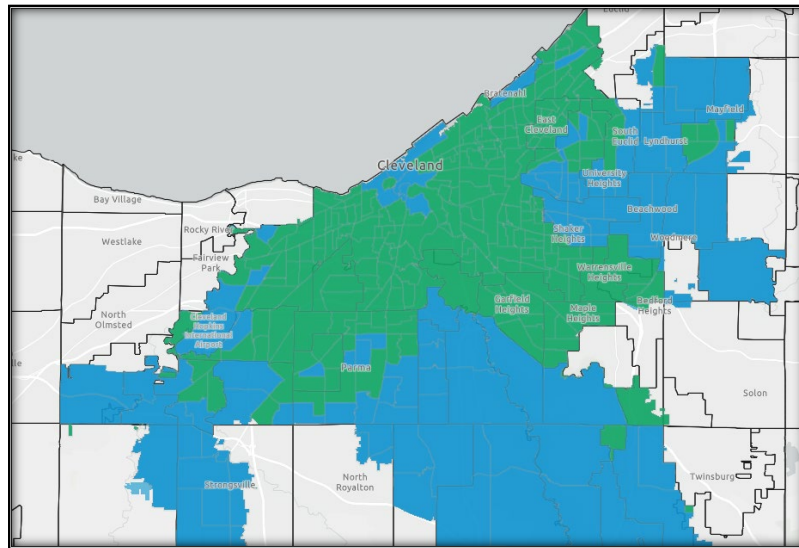 Euclid
Bratenahl
Mayfield
East
Cleveland
South
Euclid
Lyndhurst
Cleveland
University
Heights
Bay Village
Beachwood
Rocky River
Shaker
Heights
Westlake
Woodmere
Fairview
Park
Warrensville
Heights
Garfield
Heights
Bedford
Heights
Maple
Heights
North
Olmsted
Cleveland
Hopkins
International
Airport
Parma
Solon
Strongsville
North
Royalton
Twinsburg